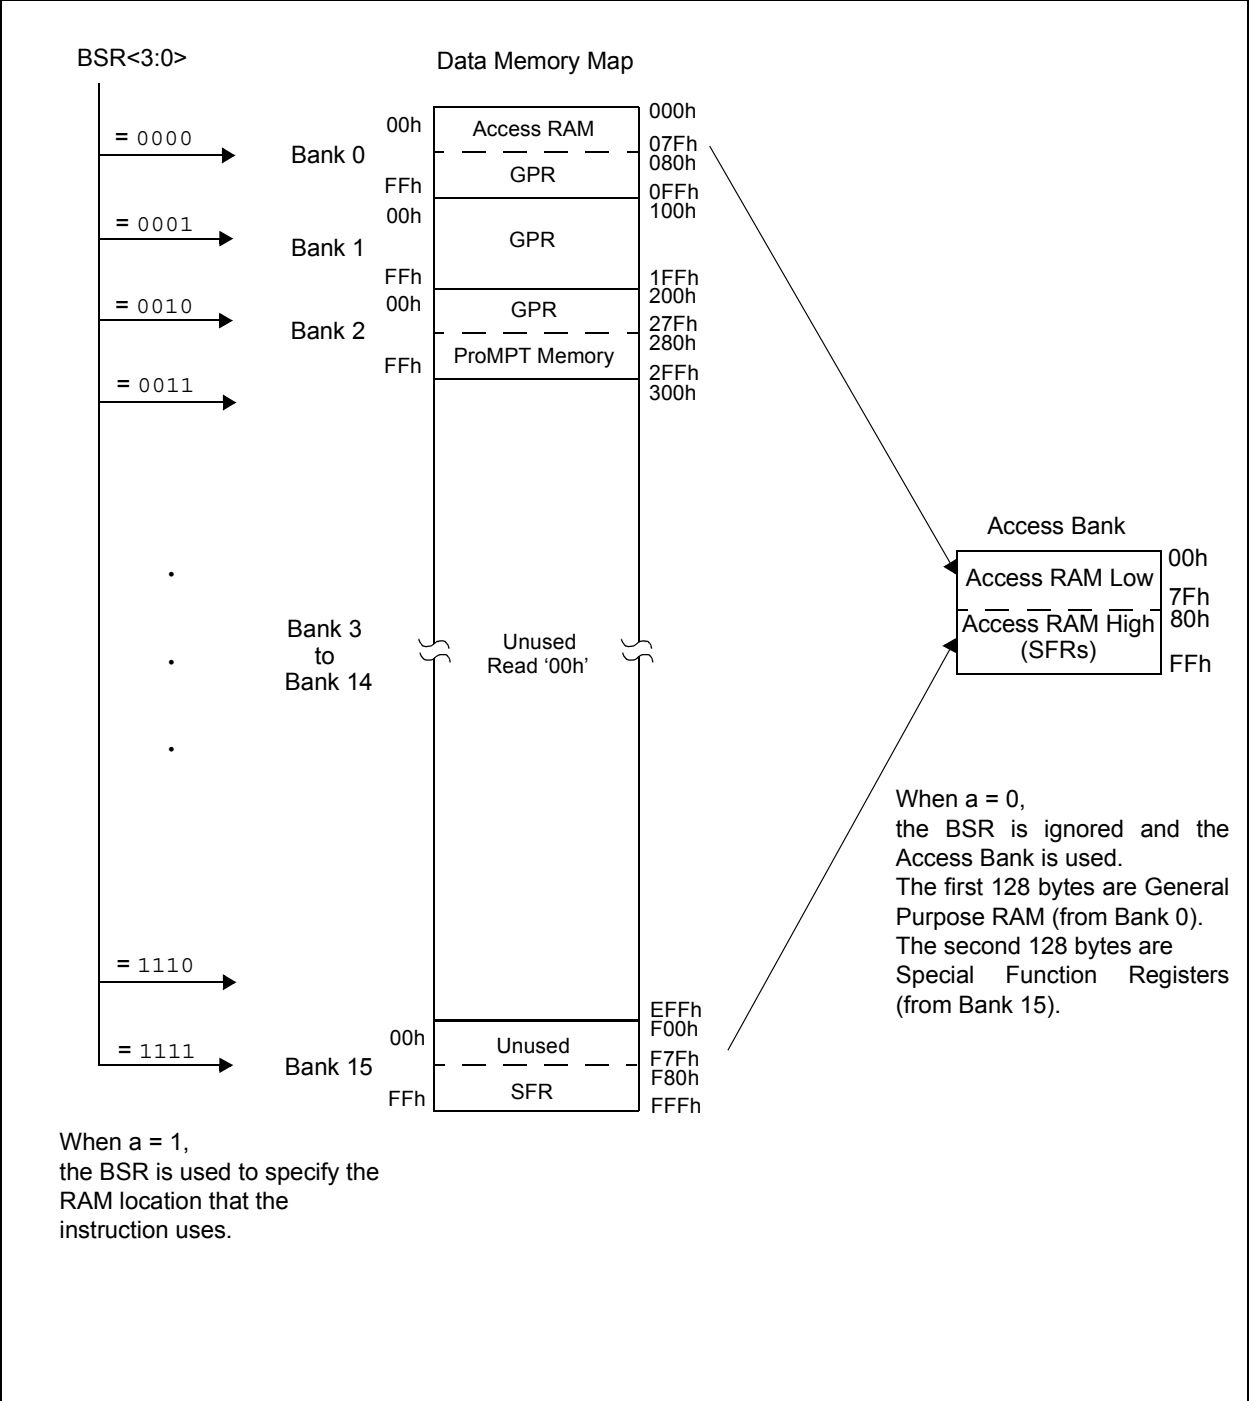 BSR<3:0>
Data Memory Map
= 0000
Bank 0
00h
FFh
Access RAM
GPR
000h
07Fh
080h
0FFh
= 0001
Bank 1
00h
FFh
GPR
100h
1FFh
= 0010
Bank 2
00h
FFh
GPR
ProMPT Memory
200h
27Fh
280h
2FFh
= 0011
300h
.
.
.
Bank 3
to
Bank 14
Unused
Read ‘00h’
= 1110
EFFh
= 1111
Bank 15
00h
FFh
Unused
SFR
F00h
F7Fh
F80h
FFFh
Access Bank
Access RAM Low
Access RAM High
(SFRs)
00h
7Fh
80h
FFh
When a = 0,
the BSR is ignored and the
Access Bank is used.
The first 128 bytes are General
Purpose RAM (from Bank 0).
The second 128 bytes are
Special Function Registers
(from Bank 15).
When a = 1,
the BSR is used to specify the
RAM location that the
instruction uses.